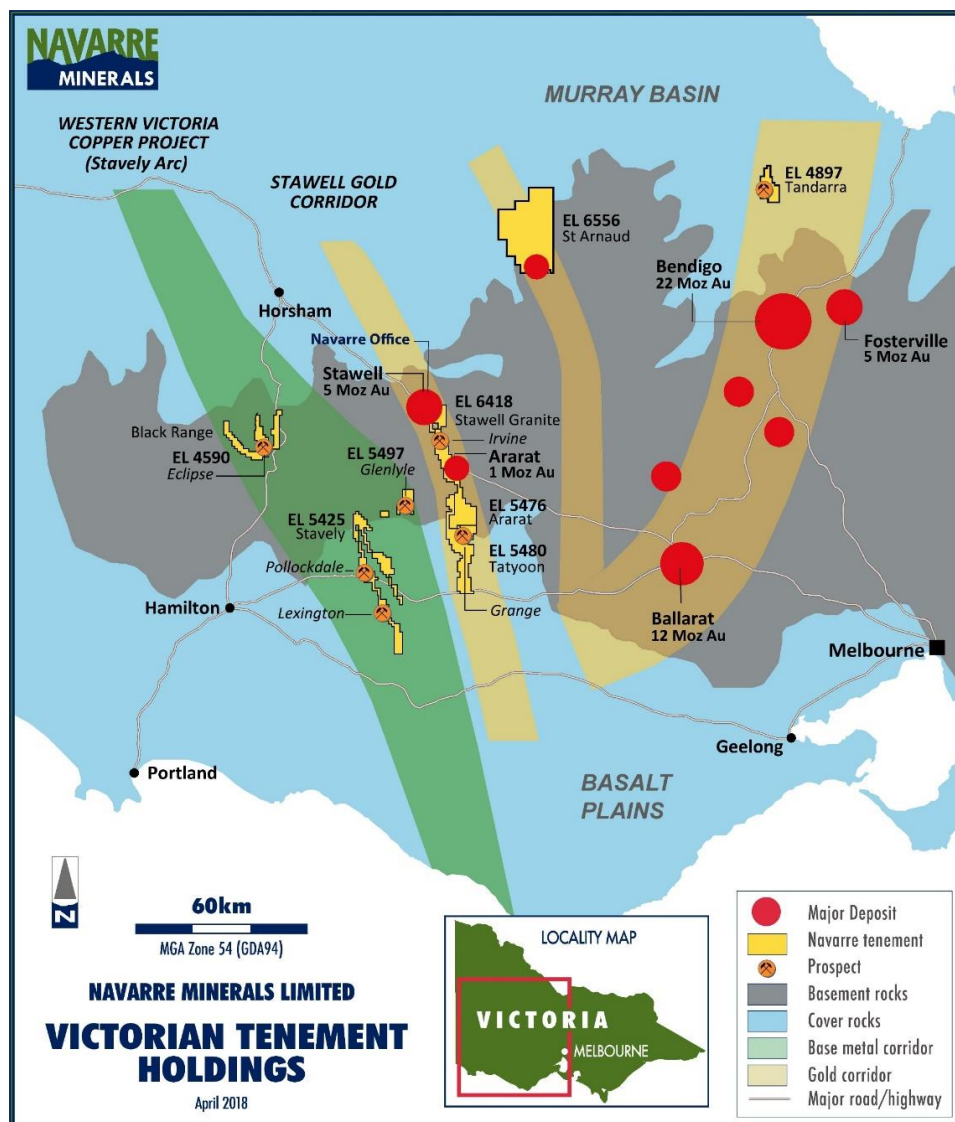 NAVARRE
MINERALS
MURRAY BASIN
WESTERN VICTORIA
COPPER PROJECT
(Stavely Arc)
STAWELL GOLD
CORRIDOR
EL 4897
Tandarra
EL 6556
St Arnaud
Bendigo
22 Moz Au
Horsham
Navarre Office
Fosterville
5 Moz Au
Stawell
5 Moz Au
EL 6418
Stawell Granite
Irvine
Black Range
EL 4590
Eclipse
EL 5497
Glenlyle
Ararat
1 Moz Au
EL 5476
Ararat
EL 5425
Stavely
EL 5480
Tatyoon
Pollockdale
Hamilton
Lexington
Grange
Ballarat
12 Moz Au
Melbourne
Geelong
Portland
BASALT
PLAINS
N
60km
MGA Zone 54 (GDA94)
NAVARRE MINERALS LIMITED
VICTORIAN TENEMENT
HOLDINGS
April 2018
LOCALITY MAP
VICTORIA
MELBOURNE
Major Deposit
Navarre tenement
Prospect
Basement rocks
Cover rocks
Base metal corridor
Gold corridor
Major road/highway